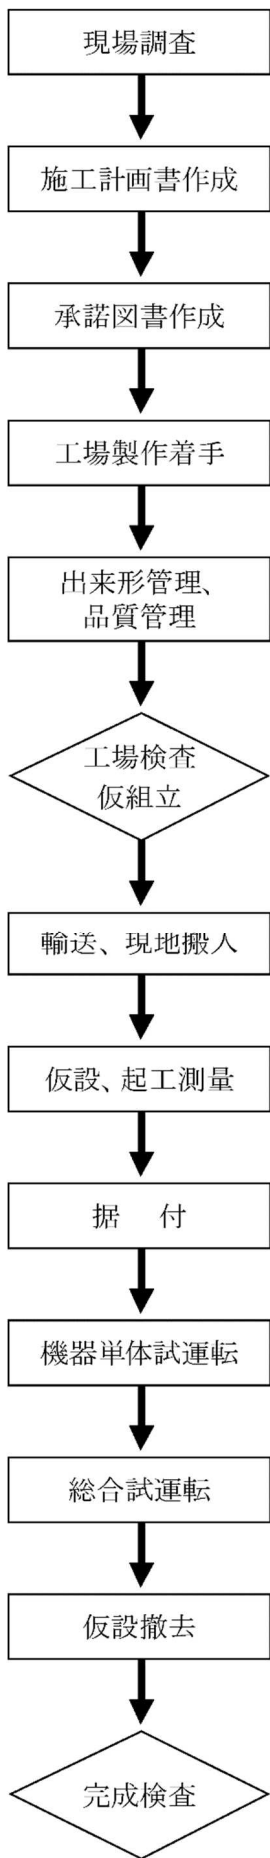 現場調査
施工計画書作成
承諾図書作成
工場製作着手
出来形管理、
品質管理
工場検査
仮組立
輸送、現地搬人
仮設、起工測量
据　付
機器単体試運転
総合試運転
仮設撤去
完成検査